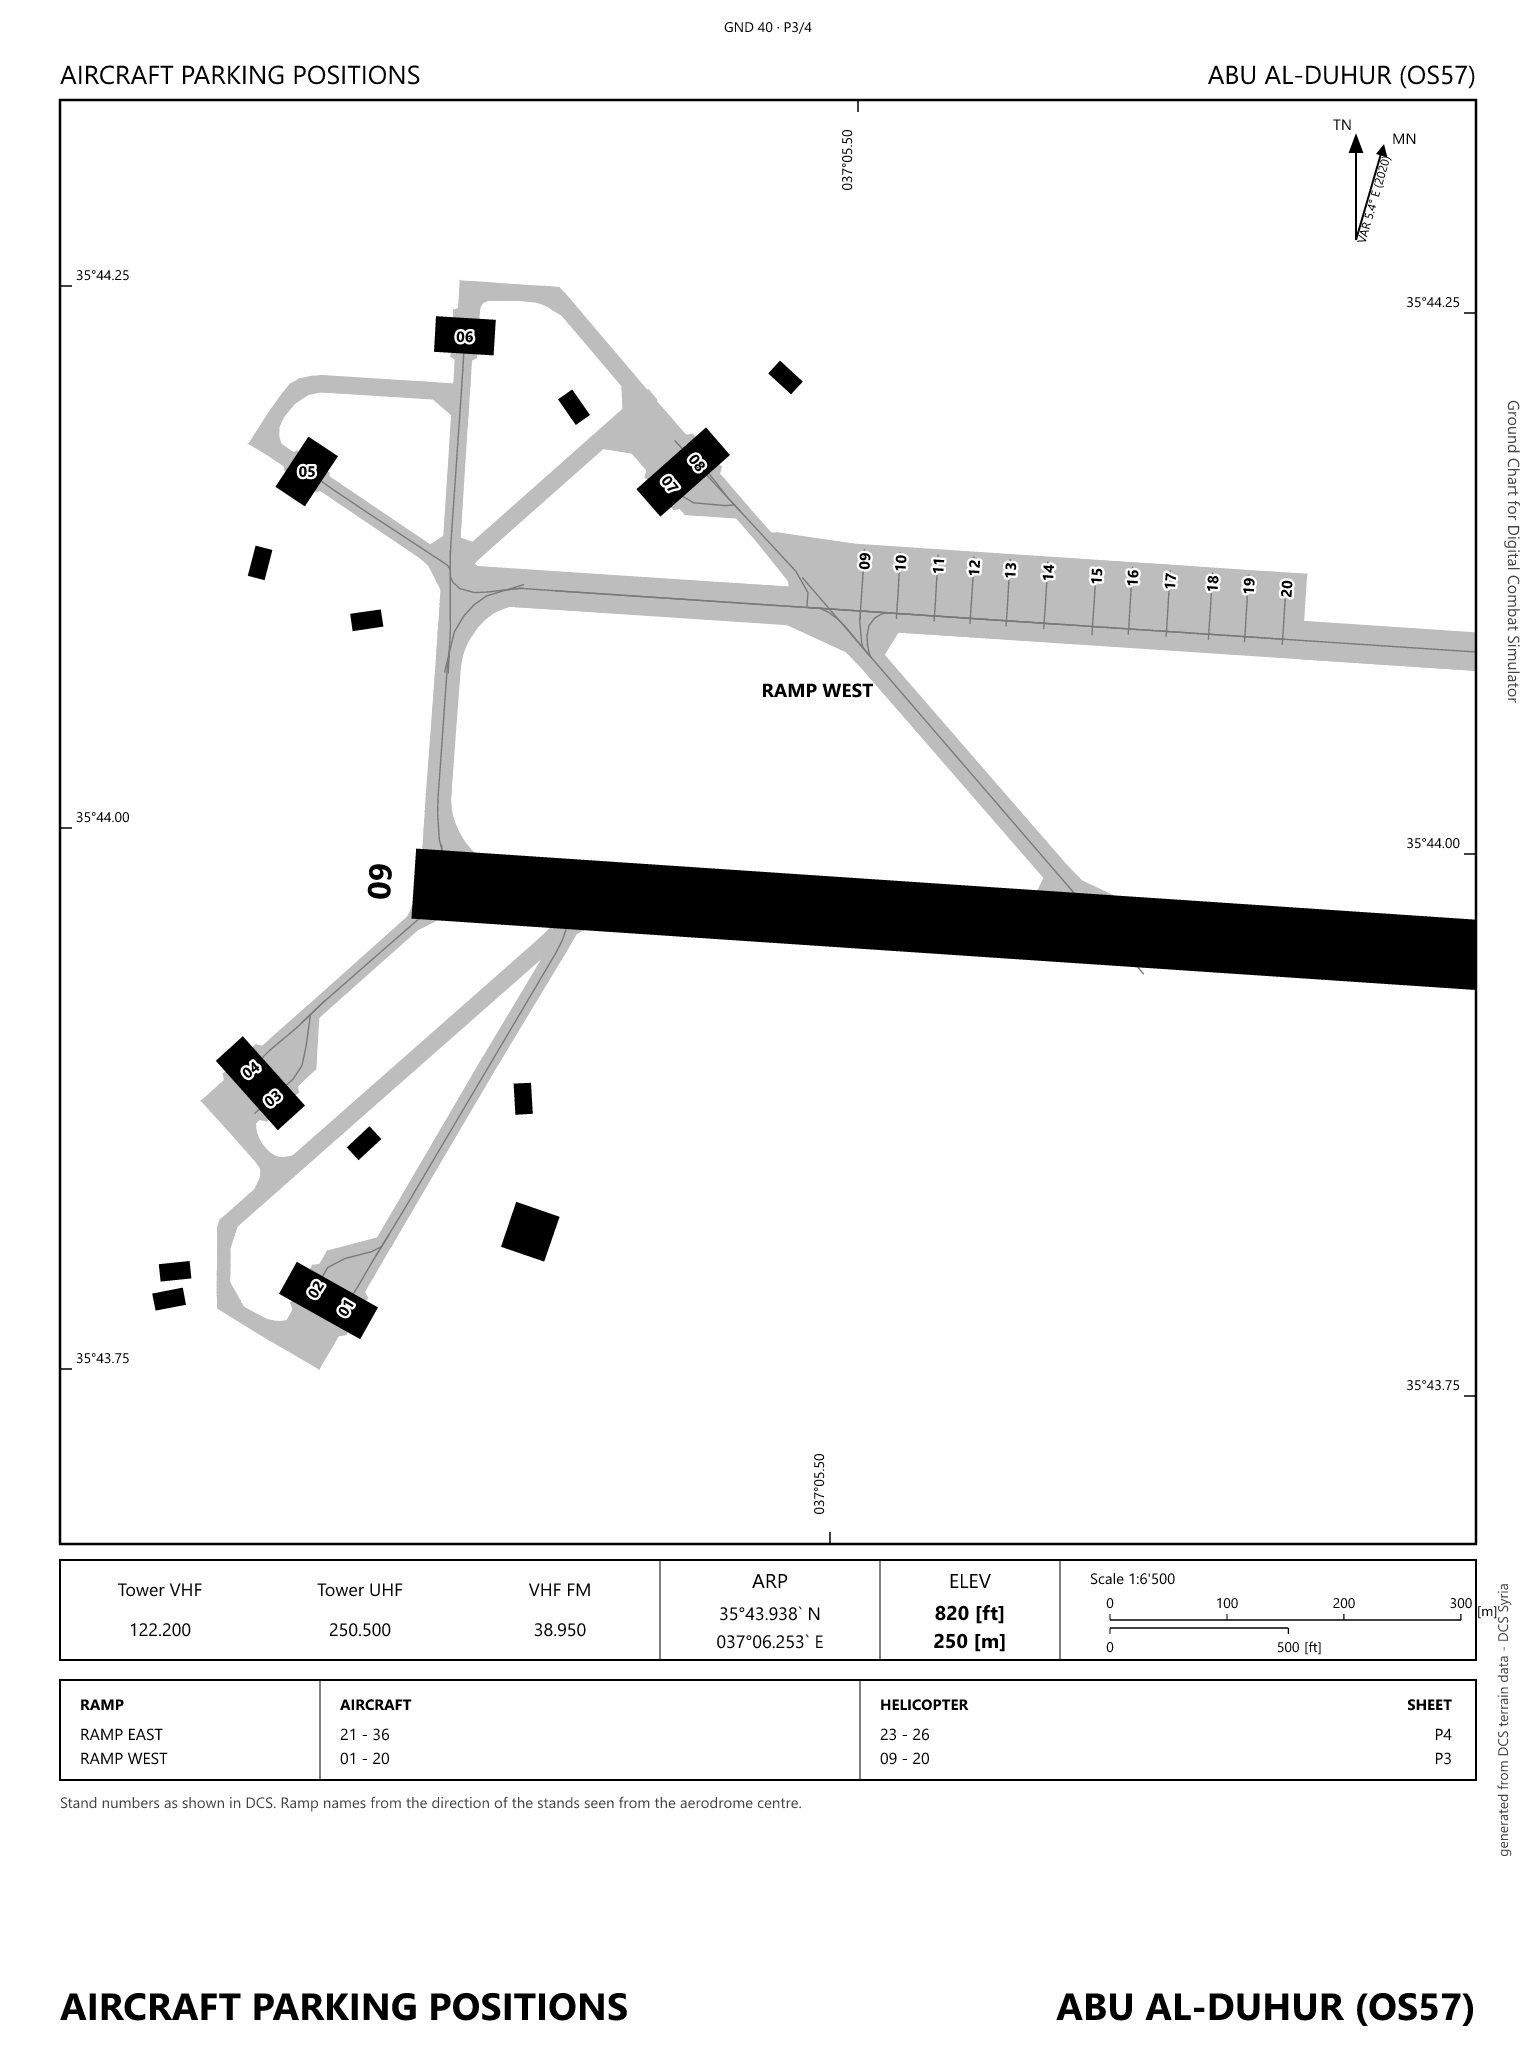 GND 40 · P3/4
AIRCRAFT PARKING POSITIONS
ABU AL-DUHUR (OS57)
037°05.50
TN
MN
VAR 5.4° E (2020)
35°44.25
35°44.25
06
05
08
07
09
10
11
12
13
14
15
16
17
18
19
20
RAMP WEST
35°44.00
35°44.00
09
04
03
02
01
35°43.75
35°43.75
037°05.50
Ground Chart for Digital Combat Simulator
Tower VHF
122.200
Tower UHF
250.500
VHF FM
38.950
ARP
35°43.938` N
037°06.253` E
ELEV
820 [ft]
250 [m]
Scale 1:6'500
0 100 200 300 [m]
0 500 [ft]
generated from DCS terrain data - DCS Syria
RAMP AIRCRAFT HELICOPTER SHEET
RAMP EAST 21 - 36 23 - 26 P4
RAMP WEST 01 - 20 09 - 20 P3
Stand numbers as shown in DCS. Ramp names from the direction of the stands seen from the aerodrome centre.
AIRCRAFT PARKING POSITIONS
ABU AL-DUHUR (OS57)